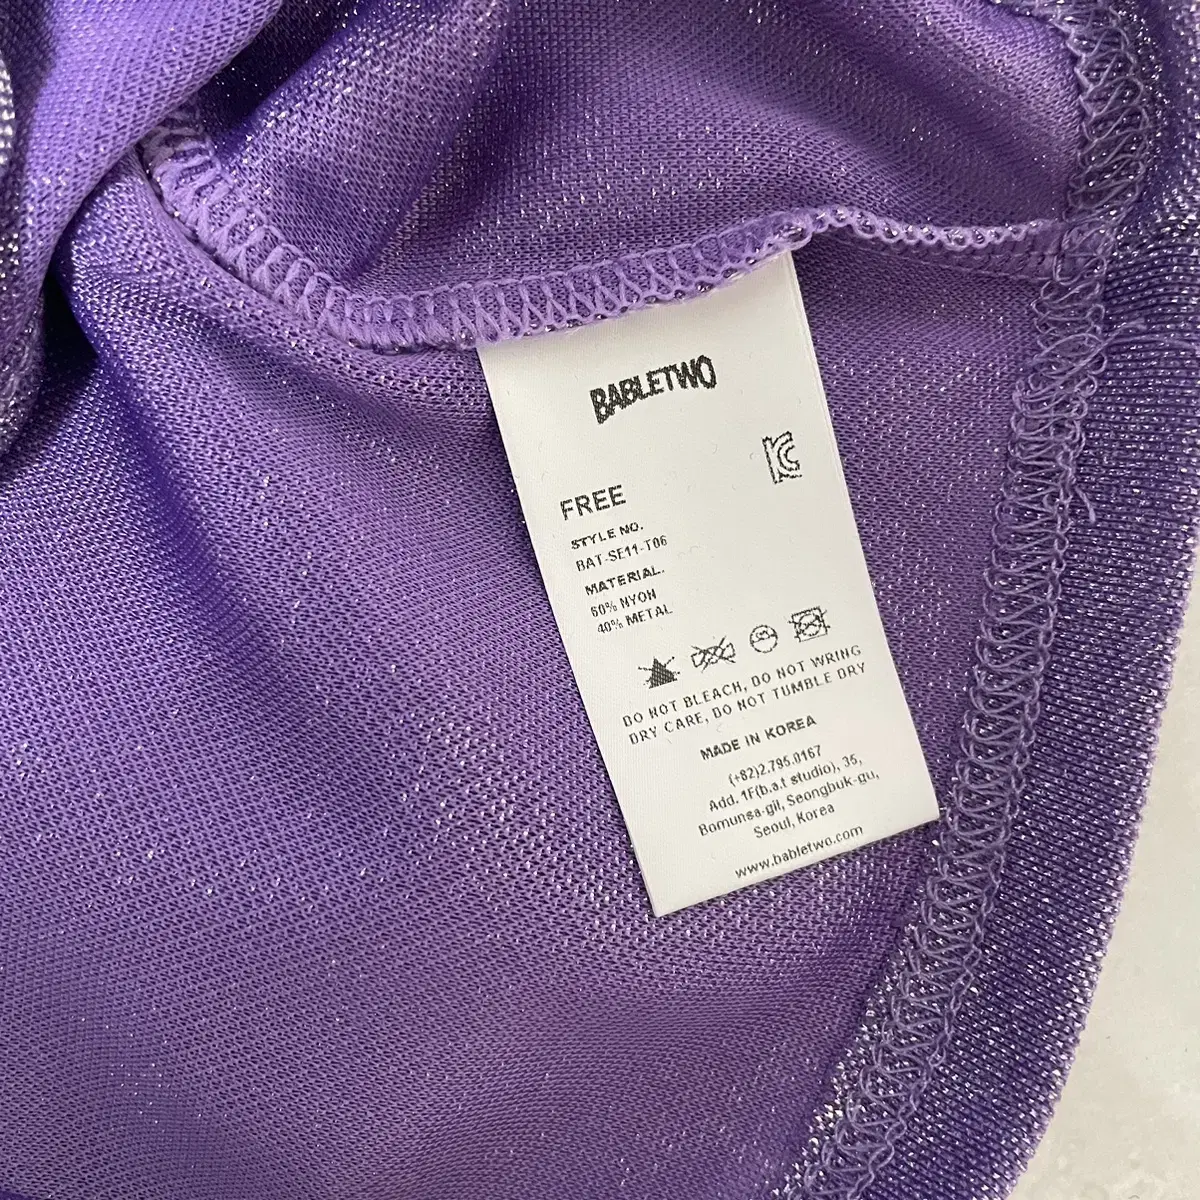 BABLETWO
KC
FREE
STYLE NO.
BAT-SE11-T06
MATERIAL.
60% NYON
40% METAL
DO NOT BLEACH, DO NOT WRING
DRY CARE, DO NOT TUMBLE DRY
MADE IN KOREA
(+82)2.795.0167
Add. 1F(b.a.t studio), 35,
Bomunsa-gil, Seongbuk-gu,
Seoul, Korea
www.babletwo.com